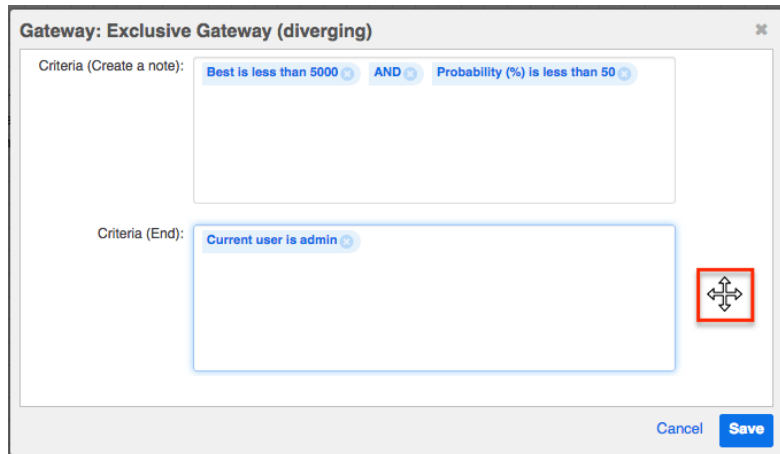 Gateway: Exclusive Gateway (diverging)
Criteria (Create a note):
Best is less than 5000 AND Probability (%) is less than 50
Criteria (End):
Current user is admin
Cancel Save